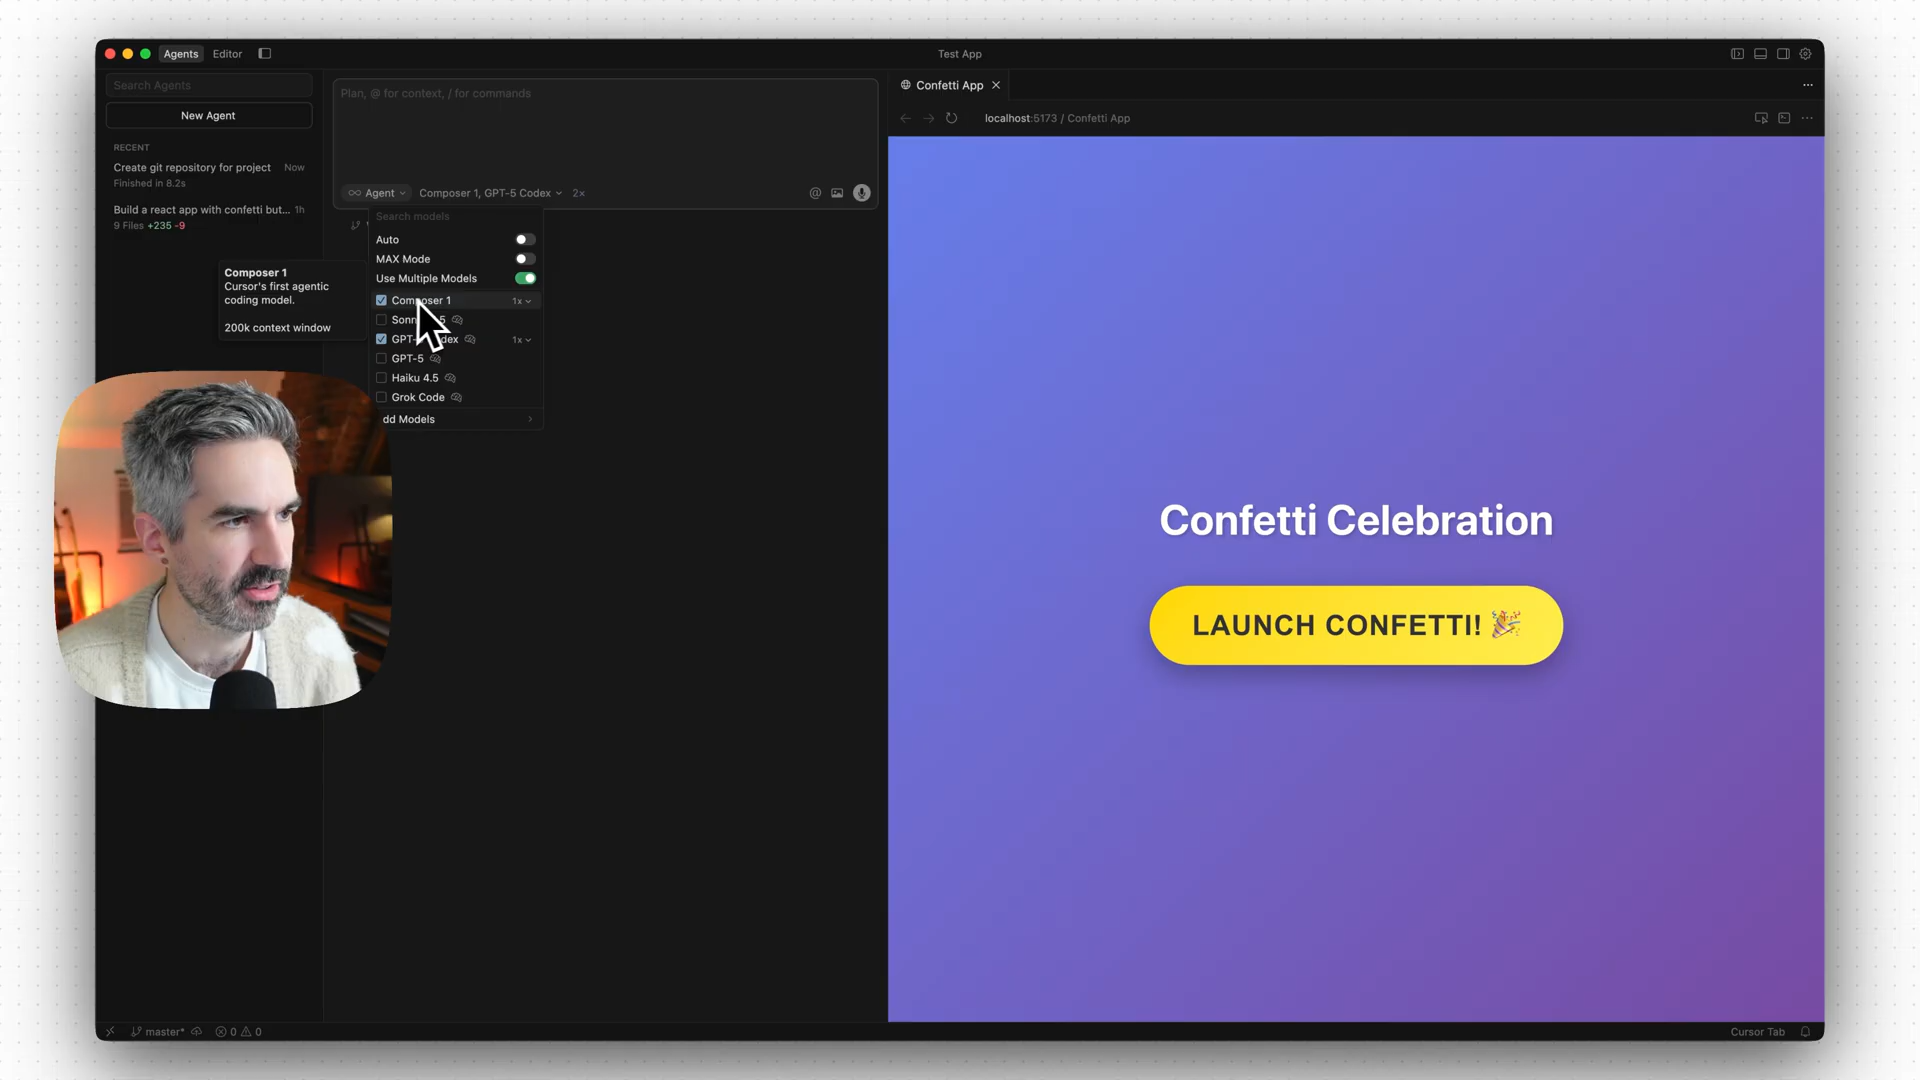 Agents
Editor
Test App
Search Agents
New Agent
RECENT
Create git repository for project
Now
Finished in 8.2s
Build a react app with confetti but...
1h
9 Files +235 -9
Plan, @ for context, / for commands
Agent
Composer 1, GPT-5 Codex
2x
Search models
Auto
MAX Mode
Use Multiple Models
Composer 1
1x
5
GPT-
1x
GPT-5
Haiku 4.5
Grok Code
dd Models
Composer 1
Cursor's first agentic
coding model.
200k context window
Confetti App
localhost:5173 / Confetti App
Confetti Celebration
LAUNCH CONFETTI! 🎉
master*
0
0
Cursor Tab